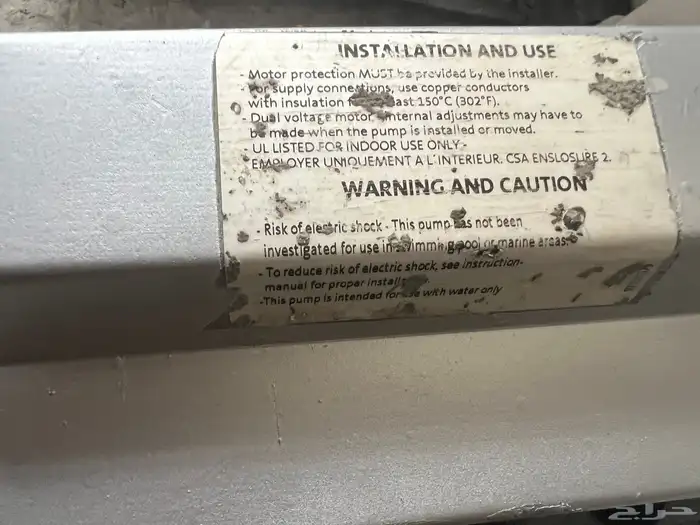 INSTALLATION AND USE
- Motor protection MUST be provided by the installer.
- For supply connections, use copper conductors
with insulation ast 150°C (302°F).
- Dual voltage motor. Internal adjustments may have to
be made when the pump is installed or moved.
- UL LISTED FOR INDOOR USE ONLY -
- EMPLOYER UNIQUEMENT A L'INTERIEUR. CSA ENSLOSURE 2.
WARNING AND CAUTION
- Risk of electric shock - This pump has not been
investigated for use in swimming pool or marine areas.
- To reduce risk of electric shock, see instruction-
manual for proper install
-This pump is intended for use with water only
حراج